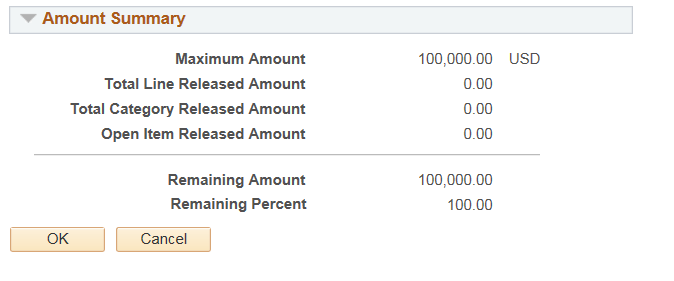 Amount Summary
Maximum Amount 100,000.00 USD
Total Line Released Amount 0.00
Total Category Released Amount 0.00
Open Item Released Amount 0.00
Remaining Amount 100,000.00
Remaining Percent 100.00
OK Cancel